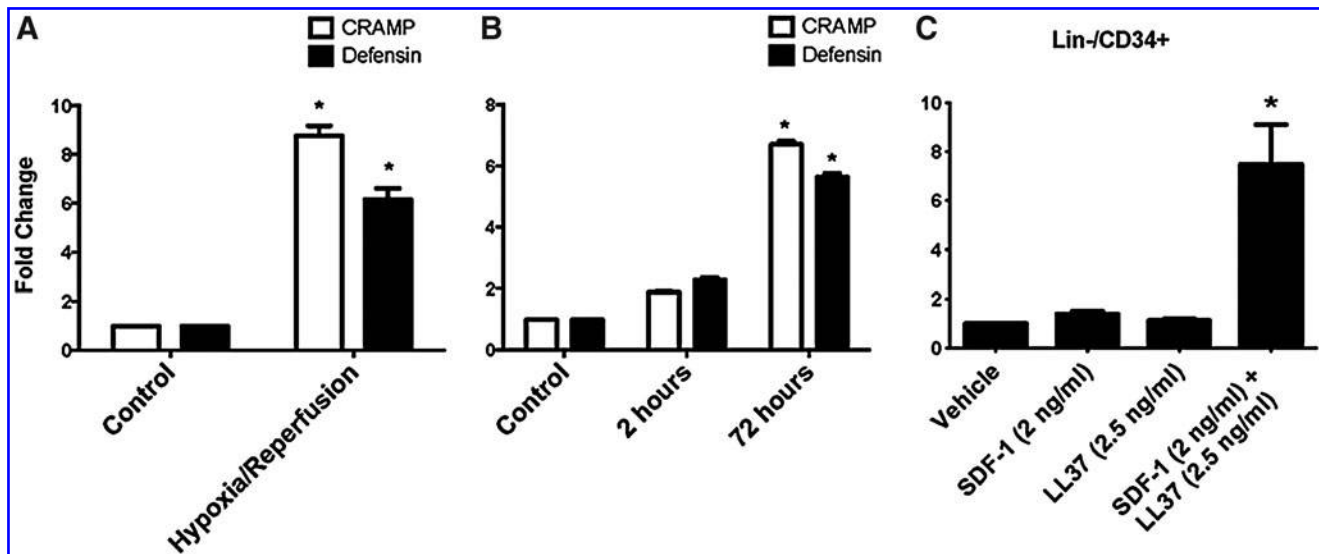 A
CRAMP
Defensin
Fold Change
10
8
6
4
2
0
*
*
Control
Hypoxia/Reperfusion
B
CRAMP
Defensin
8
6
4
2
0
*
*
Control
2 hours
72 hours
C
Lin-/CD34+
10
8
6
4
2
0
*
Vehicle
SDF-1 (2 ng/ml)
LL37 (2.5 ng/ml)
SDF-1 (2 ng/ml) +
LL37 (2.5 ng/ml)